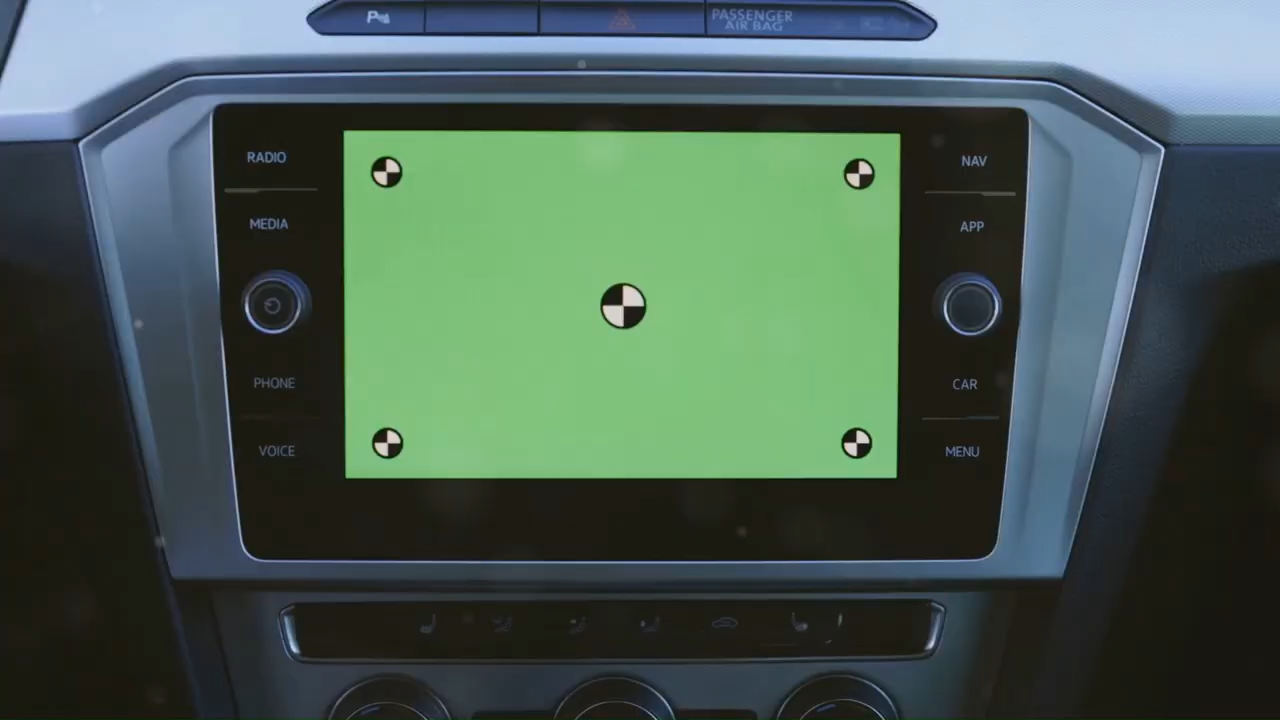 P
PASSENGER
AIR BAG
RADIO
MEDIA
PHONE
VOICE
NAV
APP
CAR
MENU